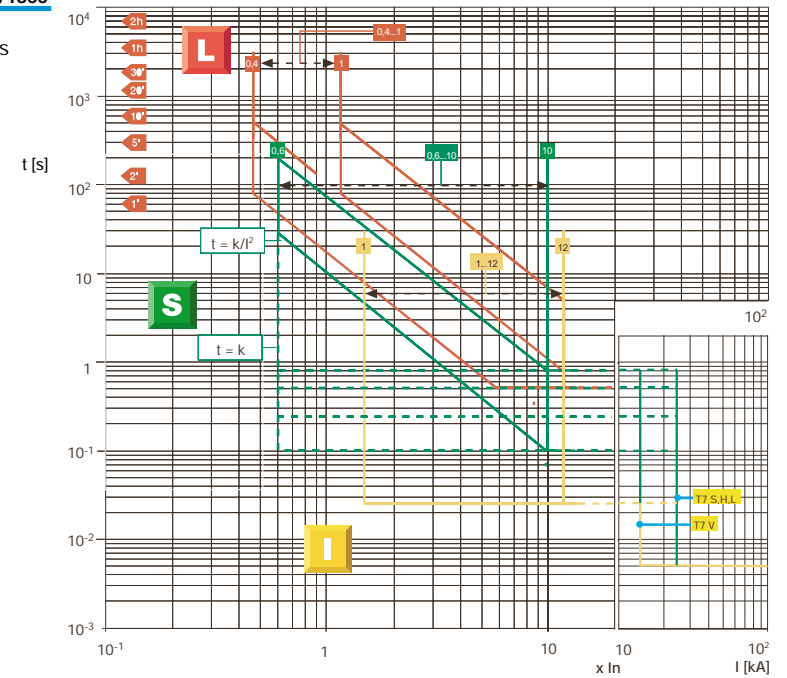 10⁴
2h
s
1h
L
0,4...1
0,4
1
30'
20'
10³
10'
5'
t [s]
0,6
0,6...10
10
2'
10²
1'
t = k/I²
1
12
1...12
10
S
10²
t = k
1
10⁻¹
T7 S,H,L
T7 V
10⁻²
I
10⁻³
10⁻¹
1
10
10
10²
x In
I [kA]